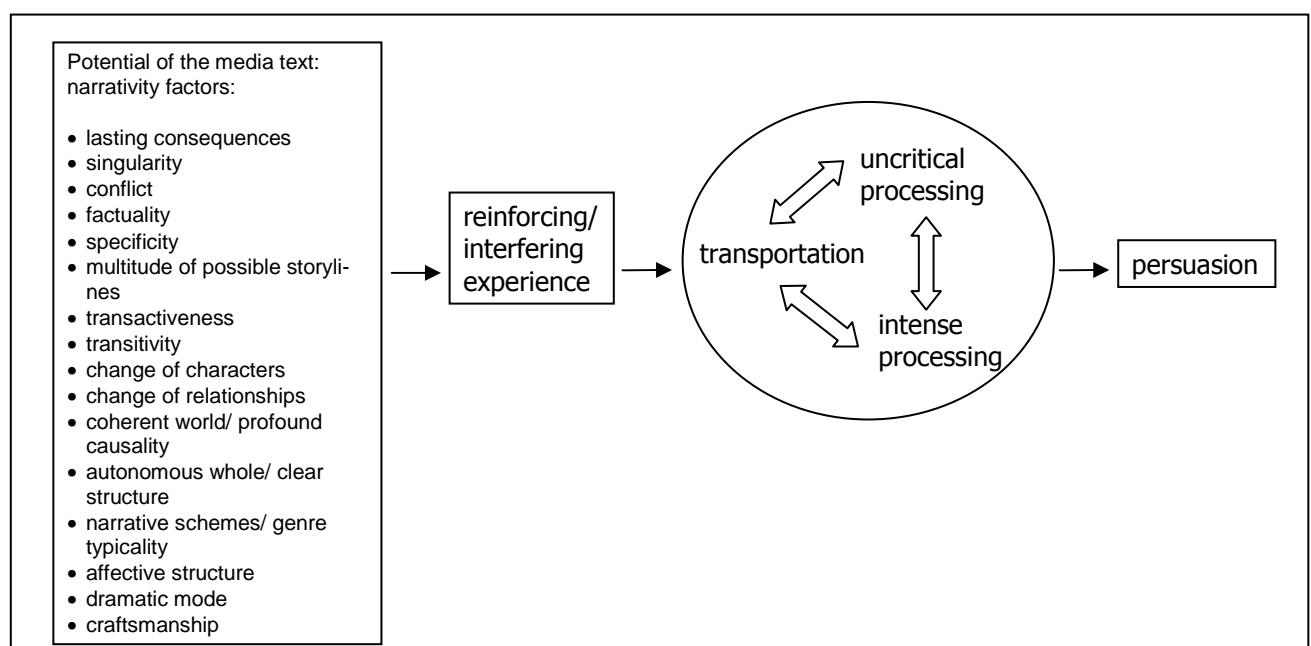 Potential of the media text:
narrativity factors:
• lasting consequences
• singularity
• conflict
• factuality
• specificity
• multitude of possible storyli-
nes
• transactiveness
• transitivity
• change of characters
• change of relationships
• coherent world/ profound
causality
• autonomous whole/ clear
structure
• narrative schemes/ genre
typicality
• affective structure
• dramatic mode
• craftsmanship
reinforcing/
interfering
experience
uncritical
processing
transportation
intense
processing
persuasion